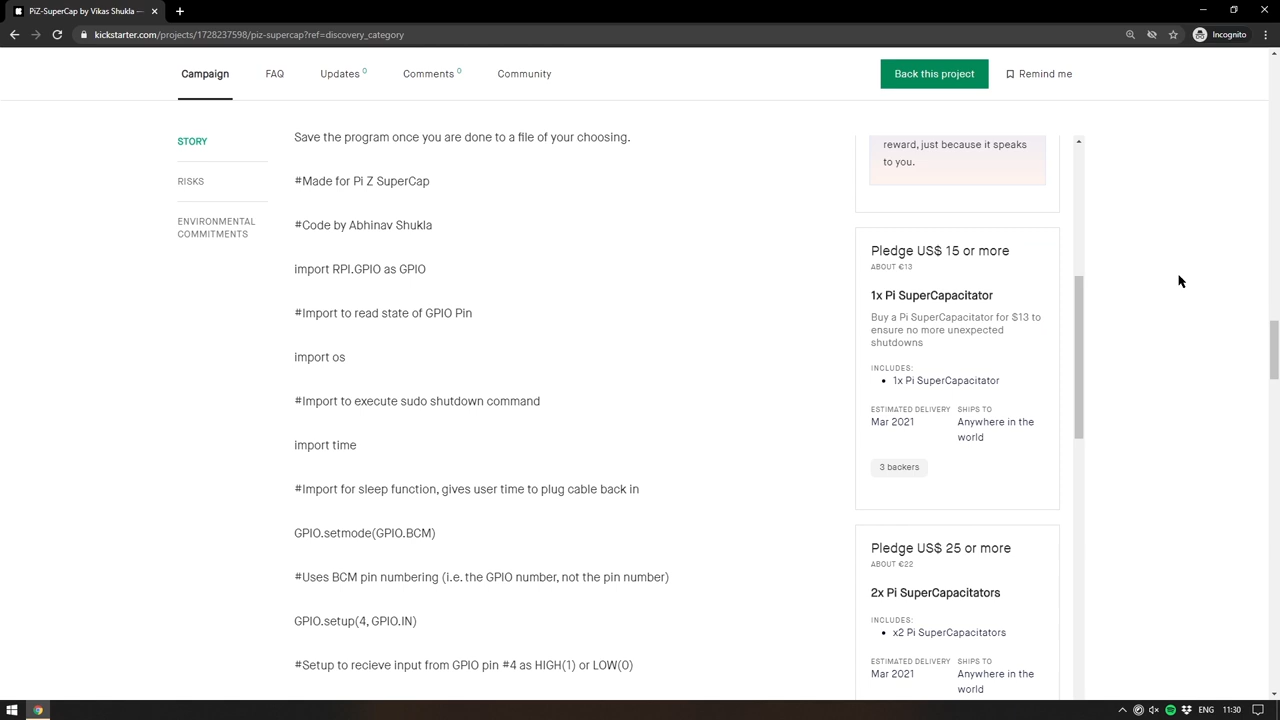 PiZ-SuperCap by Vikas Shukla —
kickstarter.com/projects/1728237598/piz-supercap?ref=discovery_category
Incognito
Campaign
FAQ
Updates 0
Comments 0
Community
Back this project
Remind me
STORY
RISKS
ENVIRONMENTAL
COMMITMENTS
Save the program once you are done to a file of your choosing.
#Made for Pi Z SuperCap
#Code by Abhinav Shukla
import RPI.GPIO as GPIO
#Import to read state of GPIO Pin
import os
#Import to execute sudo shutdown command
import time
#Import for sleep function, gives user time to plug cable back in
GPIO.setmode(GPIO.BCM)
#Uses BCM pin numbering (i.e. the GPIO number, not the pin number)
GPIO.setup(4, GPIO.IN)
#Setup to recieve input from GPIO pin #4 as HIGH(1) or LOW(0)
reward, just because it speaks
to you.
Pledge US$ 15 or more
ABOUT €13
1x Pi SuperCapacitator
Buy a Pi SuperCapacitator for $13 to
ensure no more unexpected
shutdowns
INCLUDES:
• 1x Pi SuperCapacitator
ESTIMATED DELIVERY SHIPS TO
Mar 2021 Anywhere in the
world
3 backers
Pledge US$ 25 or more
ABOUT €22
2x Pi SuperCapacitators
INCLUDES:
• x2 Pi SuperCapacitators
ESTIMATED DELIVERY SHIPS TO
Mar 2021 Anywhere in the
world
ENG 11:30